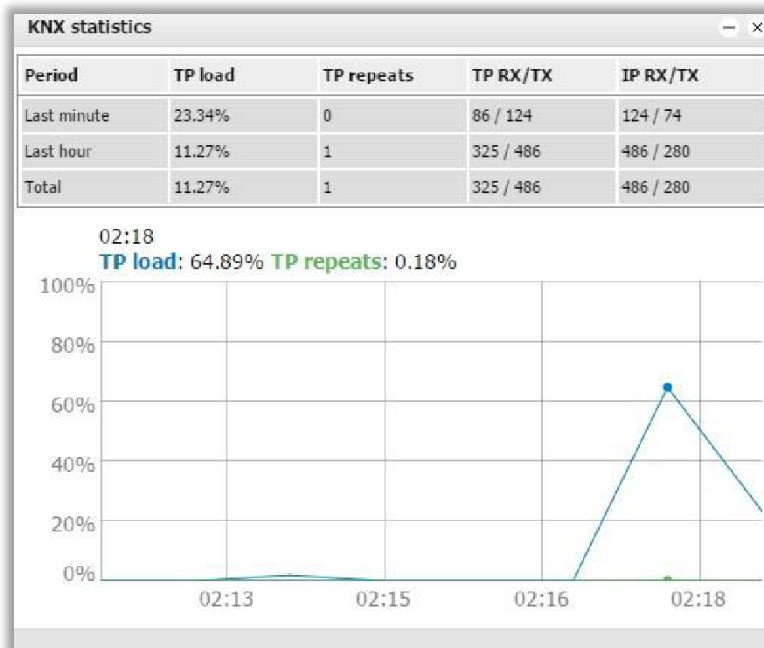 KNX statistics
Period TP load TP repeats TP RX/TX IP RX/TX
Last minute 23.34% 0 86 / 124 124 / 74
Last hour 11.27% 1 325 / 486 486 / 280
Total 11.27% 1 325 / 486 486 / 280
02:18
TP load: 64.89% TP repeats: 0.18%
100%
80%
60%
40%
20%
0%
02:13 02:15 02:16 02:18